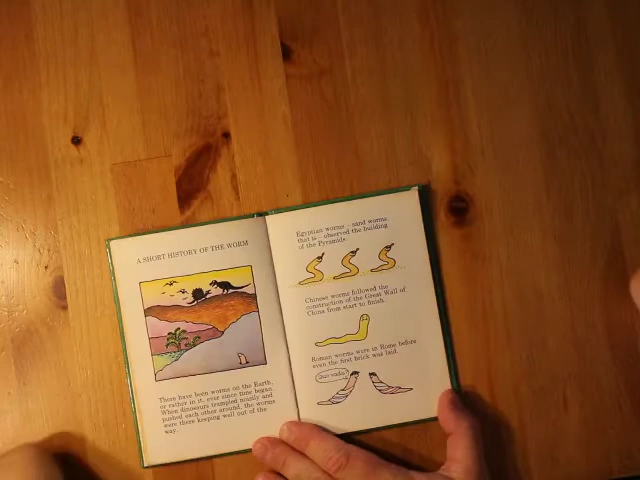 A SHORT HISTORY OF THE WORM
There have been worms on the Earth,
or rather in it, ever since time began.
When dinosaurs trampled noisily and
pushed each other around, the worms
were there keeping well out of the
way.
Egyptian worms – sand worms,
that is – observed the building
of the Pyramids.
Chinese worms followed the
construction of the Great Wall of
China from start to finish.
Roman worms were in Rome before
even the first brick was laid.
Quo vadis?